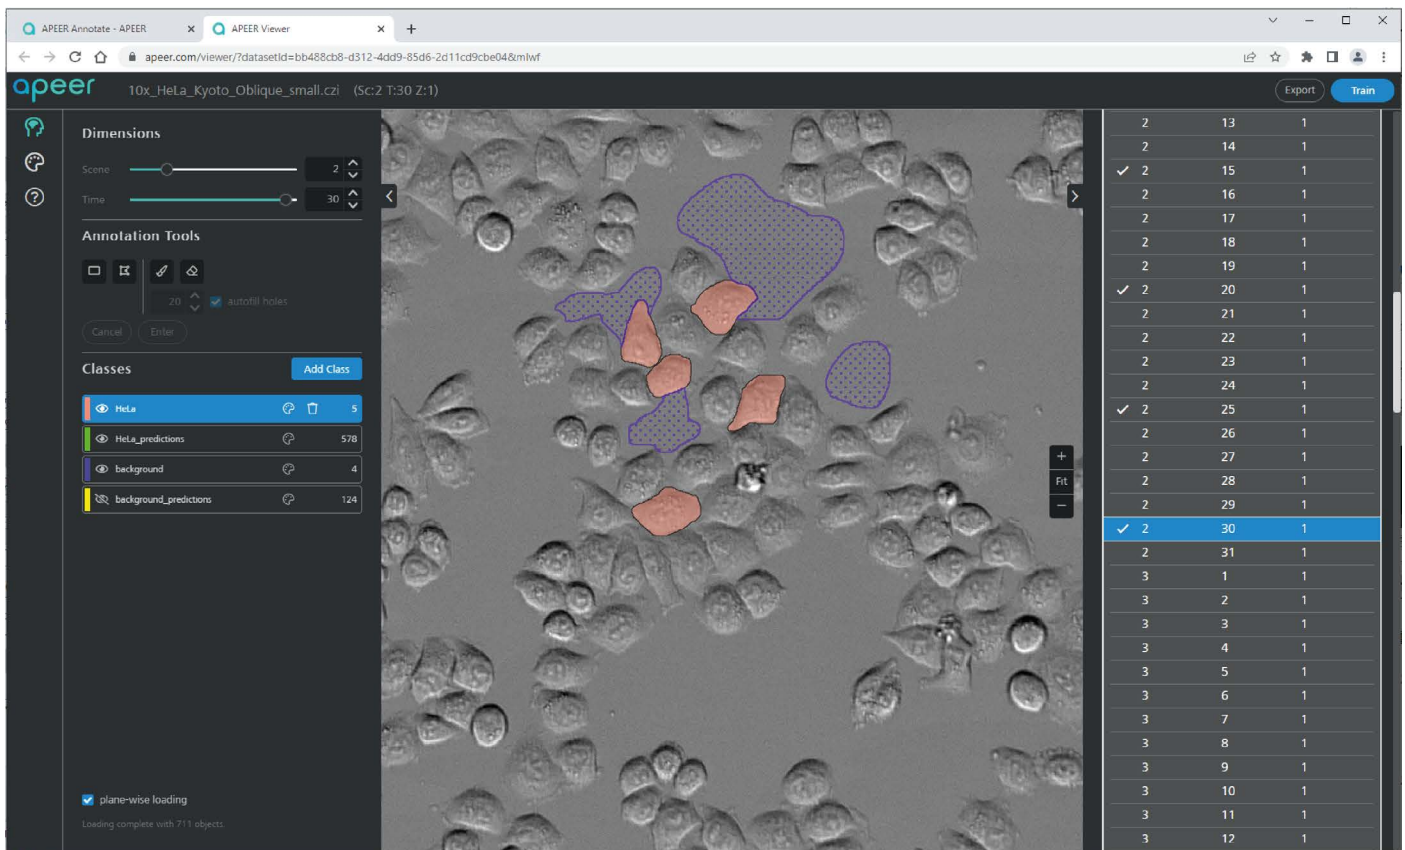 APEER Annotate - APEER
APEER Viewer
apeer.com/viewer/?datasetId=bb488cb8-d312-4dd9-85d6-2d11cd9cbe04&mlwf
apeer
10x_HeLa_Kyoto_Oblique_small.czi (Sc:2 T:30 Z:1)
Export
Train
Dimensions
Scene 2
Time 30
Annotation Tools
20 autofill holes
Cancel Enter
Classes
Add Class
HeLa 5
HeLa_predictions 578
background 4
background_predictions 124
plane-wise loading
Loading complete with 711 objects
+
Fit
−
2 13 1
2 14 1
2 15 1
2 16 1
2 17 1
2 18 1
2 19 1
2 20 1
2 21 1
2 22 1
2 23 1
2 24 1
2 25 1
2 26 1
2 27 1
2 28 1
2 29 1
2 30 1
2 31 1
3 1 1
3 2 1
3 3 1
3 4 1
3 5 1
3 6 1
3 7 1
3 8 1
3 9 1
3 10 1
3 11 1
3 12 1